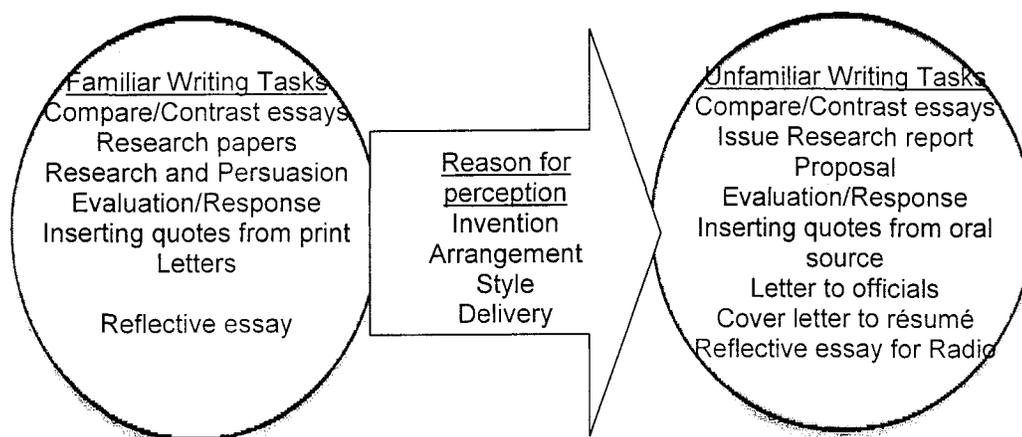 Familiar Writing Tasks
Compare/Contrast essays
Research papers
Research and Persuasion
Evaluation/Response
Inserting quotes from print
Letters
Reflective essay
Reason for
perception
Invention
Arrangement
Style
Delivery
Unfamiliar Writing Tasks
Compare/Contrast essays
Issue Research report
Proposal
Evaluation/Response
Inserting quotes from oral
source
Letter to officials
Cover letter to résumé
Reflective essay for Radio